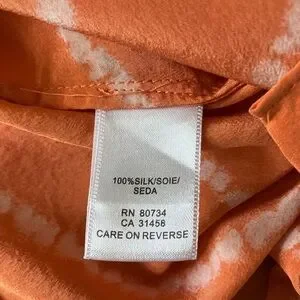 100%SILK/SOIE/
SEDA
RN 80734
CA 31458
CARE ON REVERSE